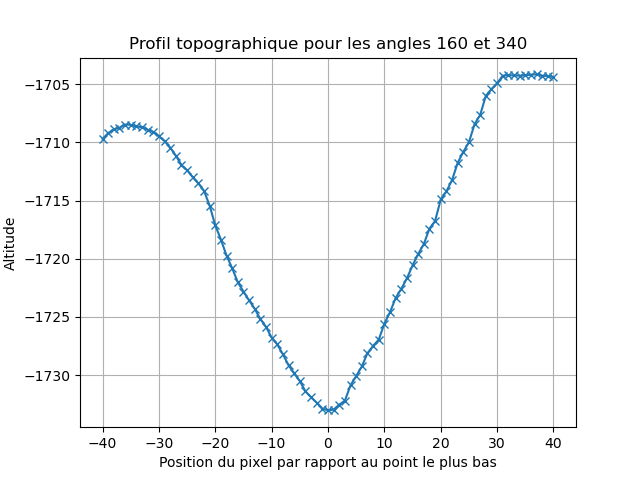 Profil topographique pour les angles 160 et 340
−1705
−1710
−1715
−1720
−1725
−1730
Altitude
−40 −30 −20 −10 0 10 20 30 40
Position du pixel par rapport au point le plus bas